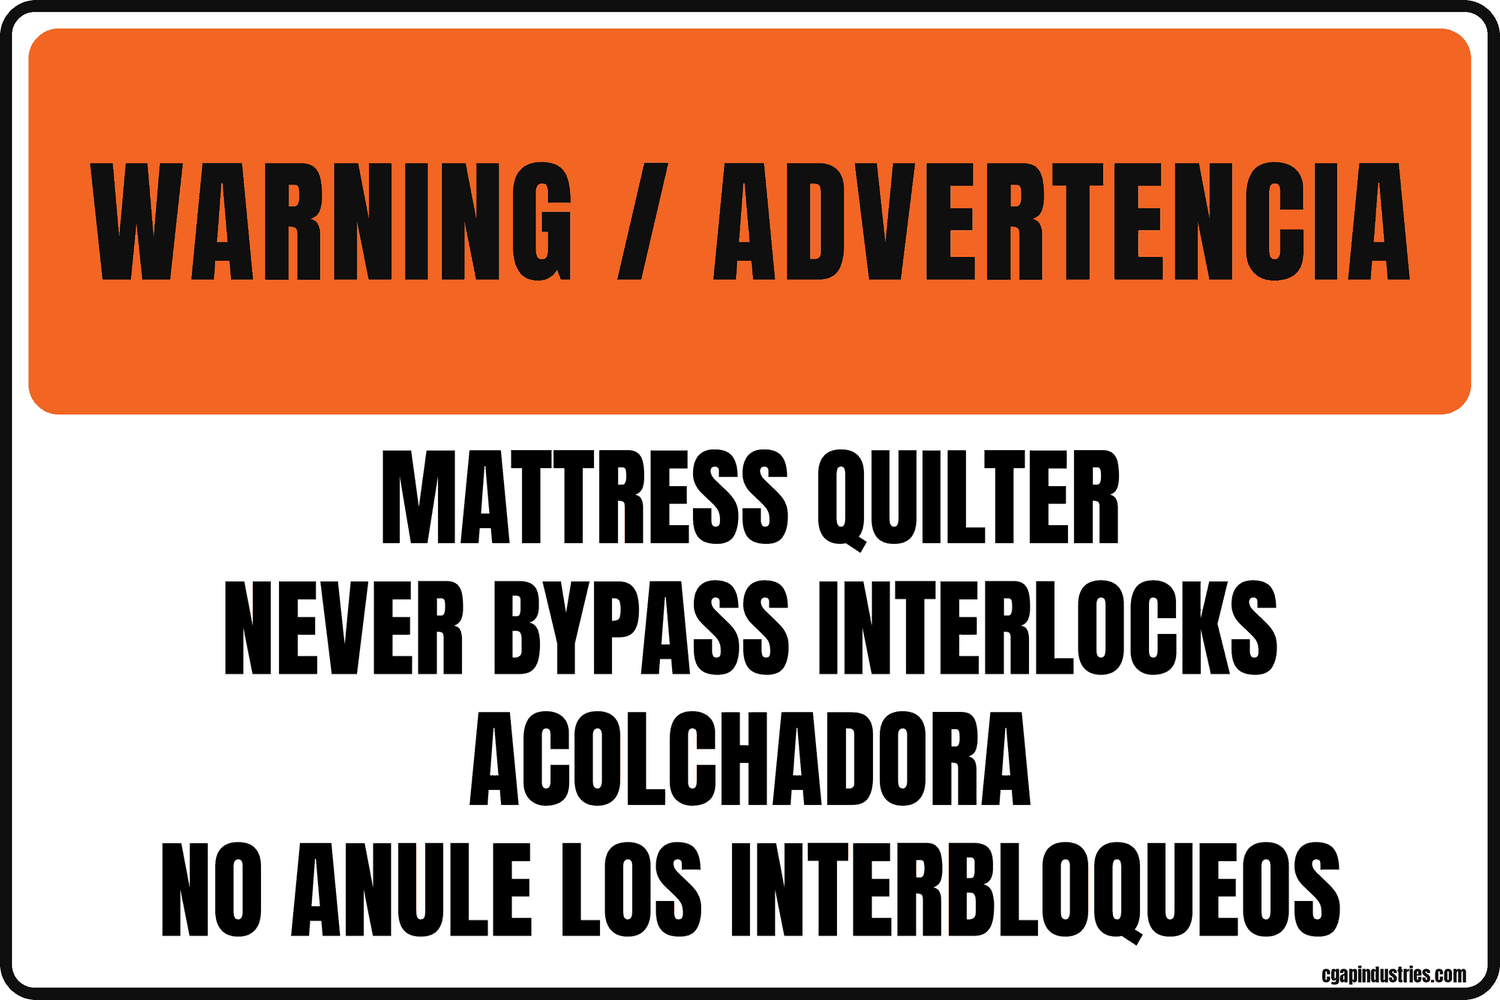 WARNING / ADVERTENCIA
MATTRESS QUILTER
NEVER BYPASS INTERLOCKS
ACOLCHADORA
NO ANULE LOS INTERBLOQUEOS
cgapindustries.com